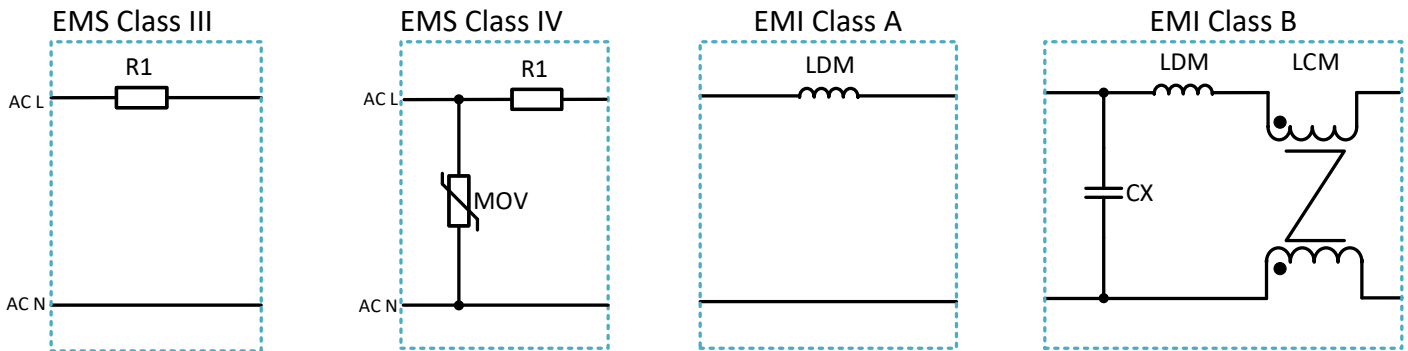 EMS Class III
EMS Class IV
EMI Class A
EMI Class B
R1
R1
LDM
LDM
LCM
AC L
AC L
MOV
CX
AC N
AC N